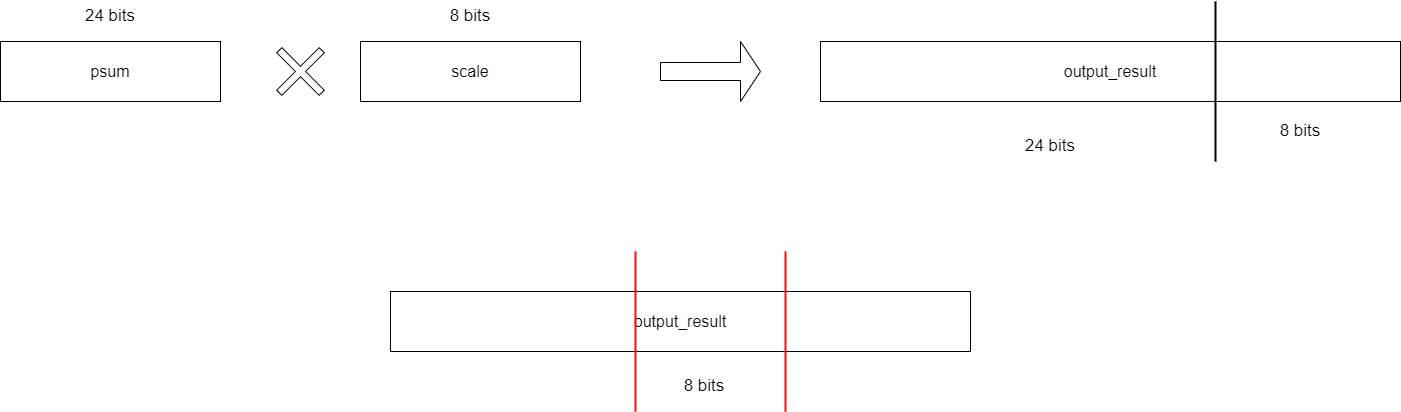 24 bits
8 bits
psum
scale
output_result
24 bits
8 bits
output_result
8 bits